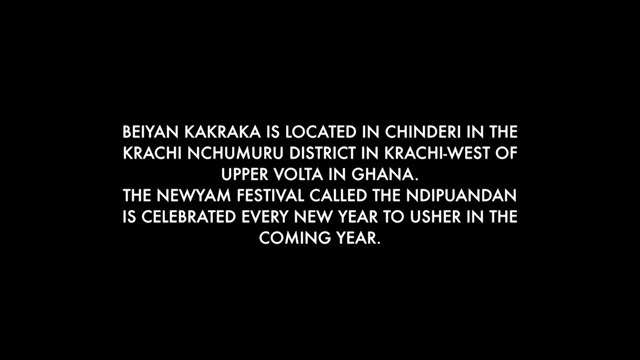 BEIYAN KAKRAKA IS LOCATED IN CHINDERI IN THE
KRACHI NCHUMURU DISTRICT IN KRACHI-WEST OF
UPPER VOLTA IN GHANA.
THE NEWYAM FESTIVAL CALLED THE NDIPUANDAN
IS CELEBRATED EVERY NEW YEAR TO USHER IN THE
COMING YEAR.